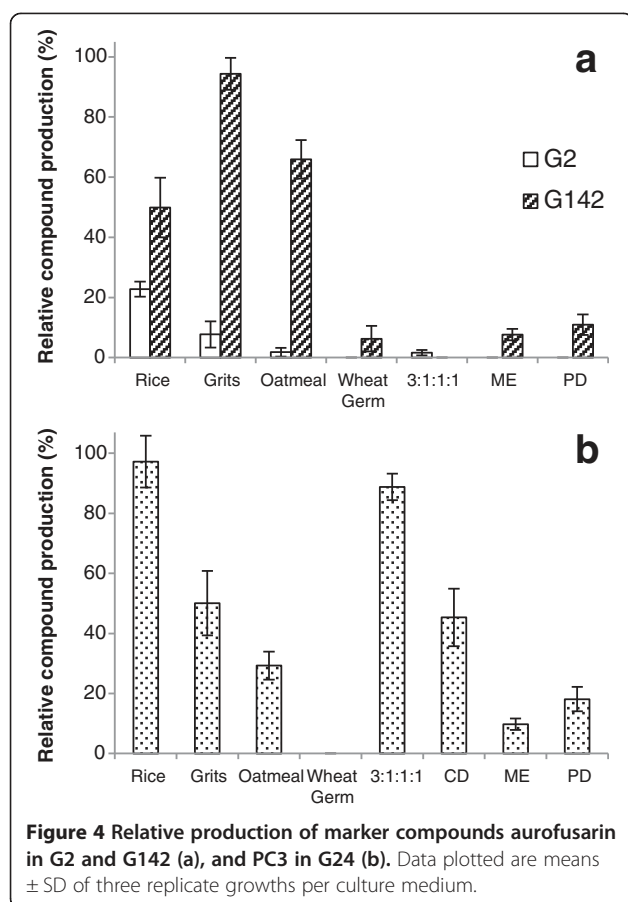 a
Relative compound production (%)
100
80
60
40
20
0
G2
G142
Rice Grits Oatmeal Wheat Germ 3:1:1:1 ME PD
b
Relative compound production (%)
100
80
60
40
20
0
Rice Grits Oatmeal Wheat Germ 3:1:1:1 CD ME PD
Figure 4 Relative production of marker compounds aurofusarin
in G2 and G142 (a), and PC3 in G24 (b). Data plotted are means
± SD of three replicate growths per culture medium.